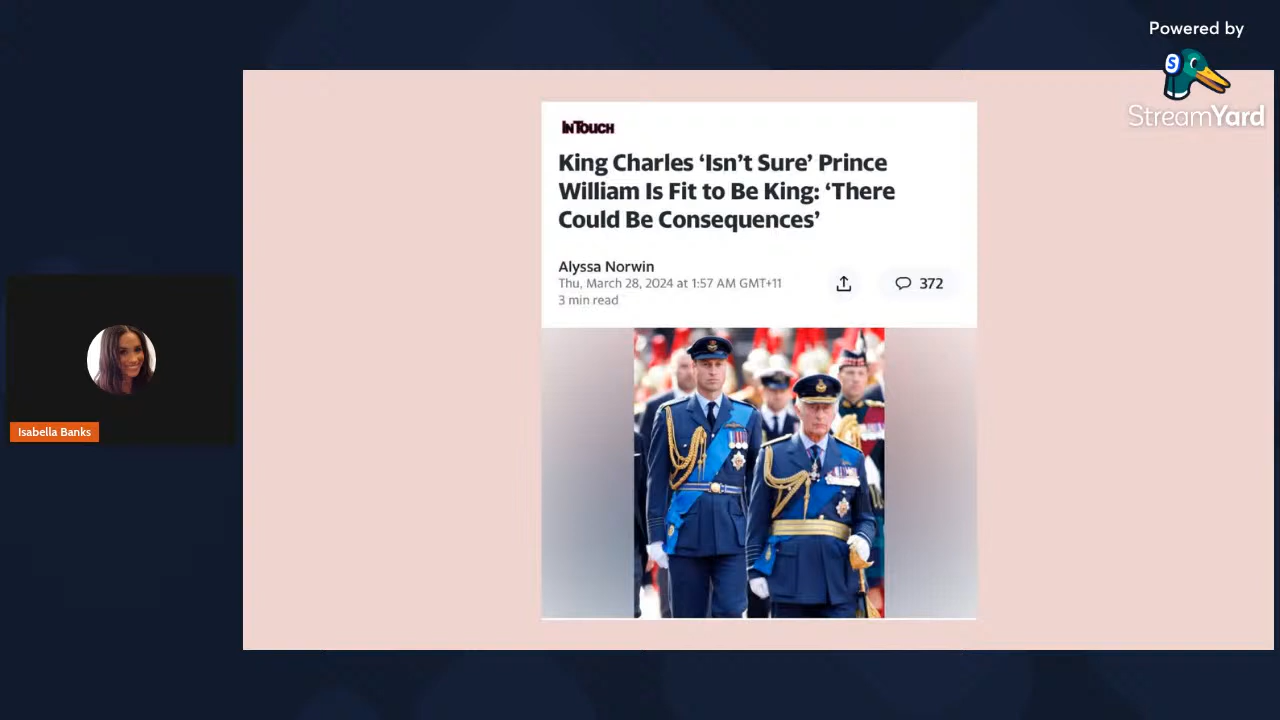 Powered by
S
StreamYard
INTOUCH
King Charles ‘Isn’t Sure’ Prince
William Is Fit to Be King: ‘There
Could Be Consequences’
Alyssa Norwin
Thu, March 28, 2024 at 1:57 AM GMT+11
3 min read
372
Isabella Banks